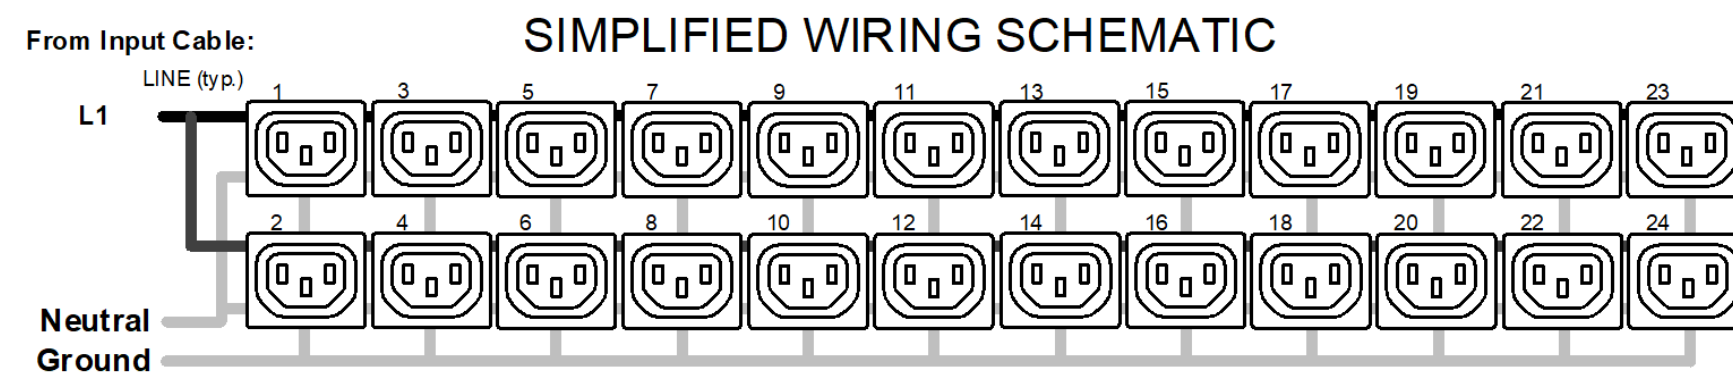 SIMPLIFIED WIRING SCHEMATIC
From Input Cable:
LINE (typ.)
L1
1 3 5 7 9 11 13 15 17 19 21 23
2 4 6 8 10 12 14 16 18 20 22 24
Neutral
Ground